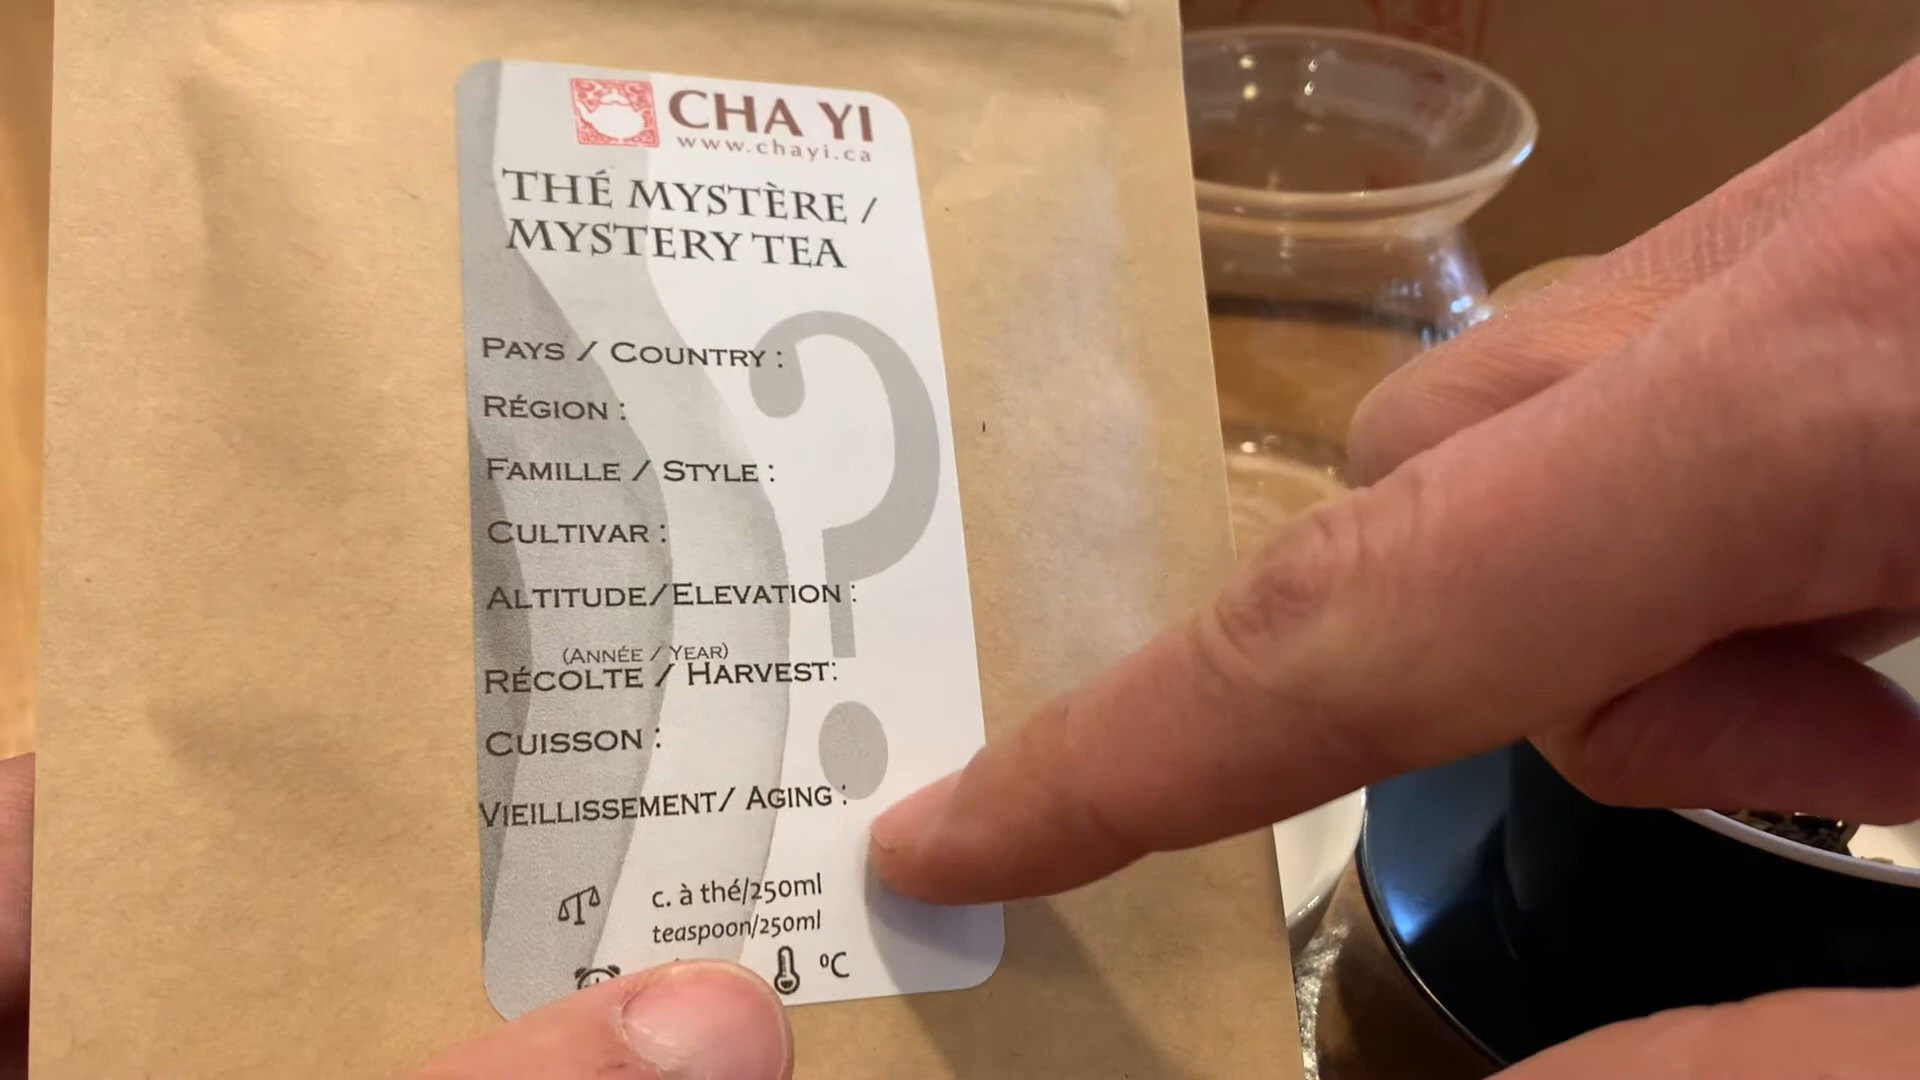 CHA YI
www.chayi.ca
THÉ MYSTÈRE /
MYSTERY TEA
?
PAYS / COUNTRY :
RÉGION :
FAMILLE / STYLE :
CULTIVAR :
ALTITUDE/ELEVATION :
(ANNÉE / YEAR)
RÉCOLTE / HARVEST:
CUISSON :
VIEILLISSEMENT/ AGING :
c. à thé/250ml
teaspoon/250ml
ºC